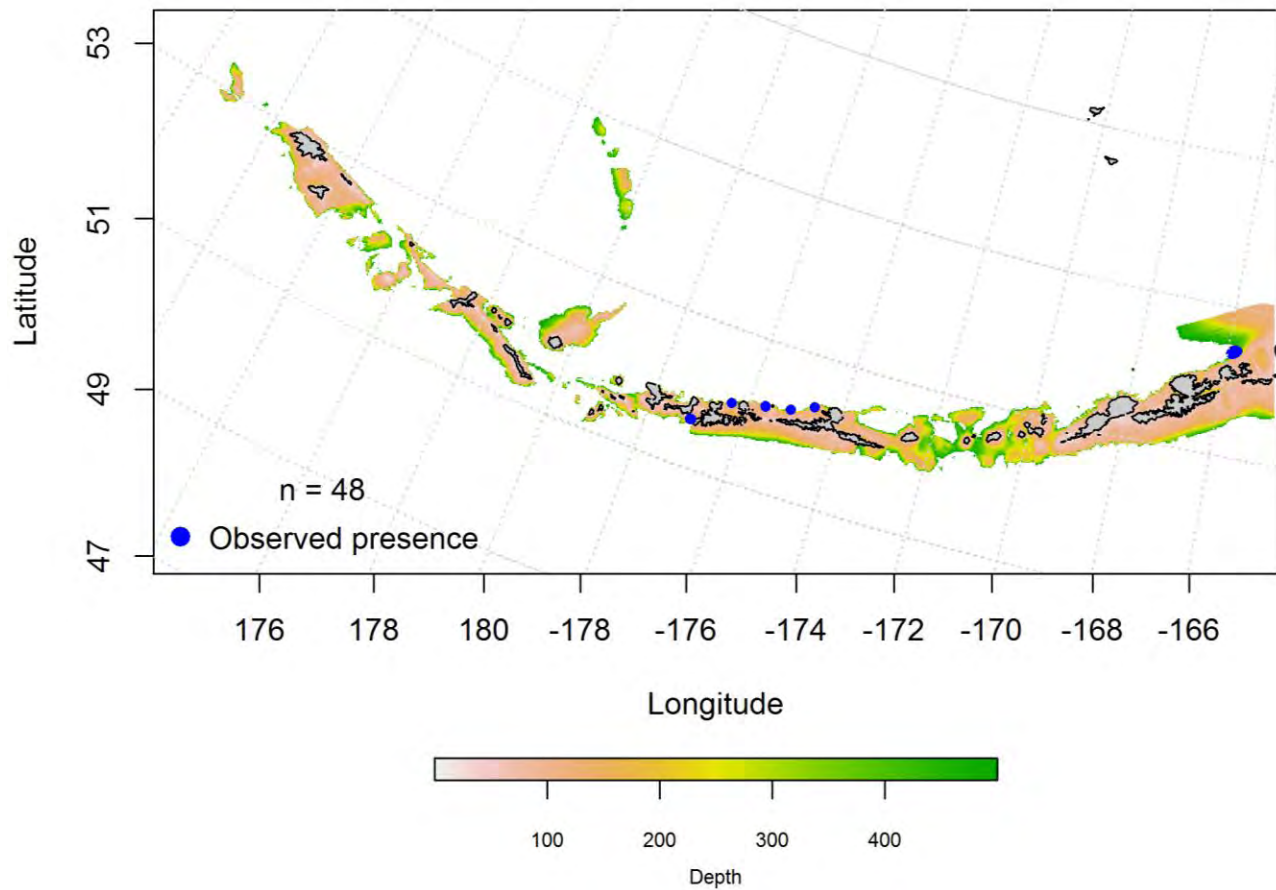 53
51
49
47
Latitude
n = 48
Observed presence
176 178 180 -178 -176 -174 -172 -170 -168 -166
Longitude
100 200 300 400
Depth